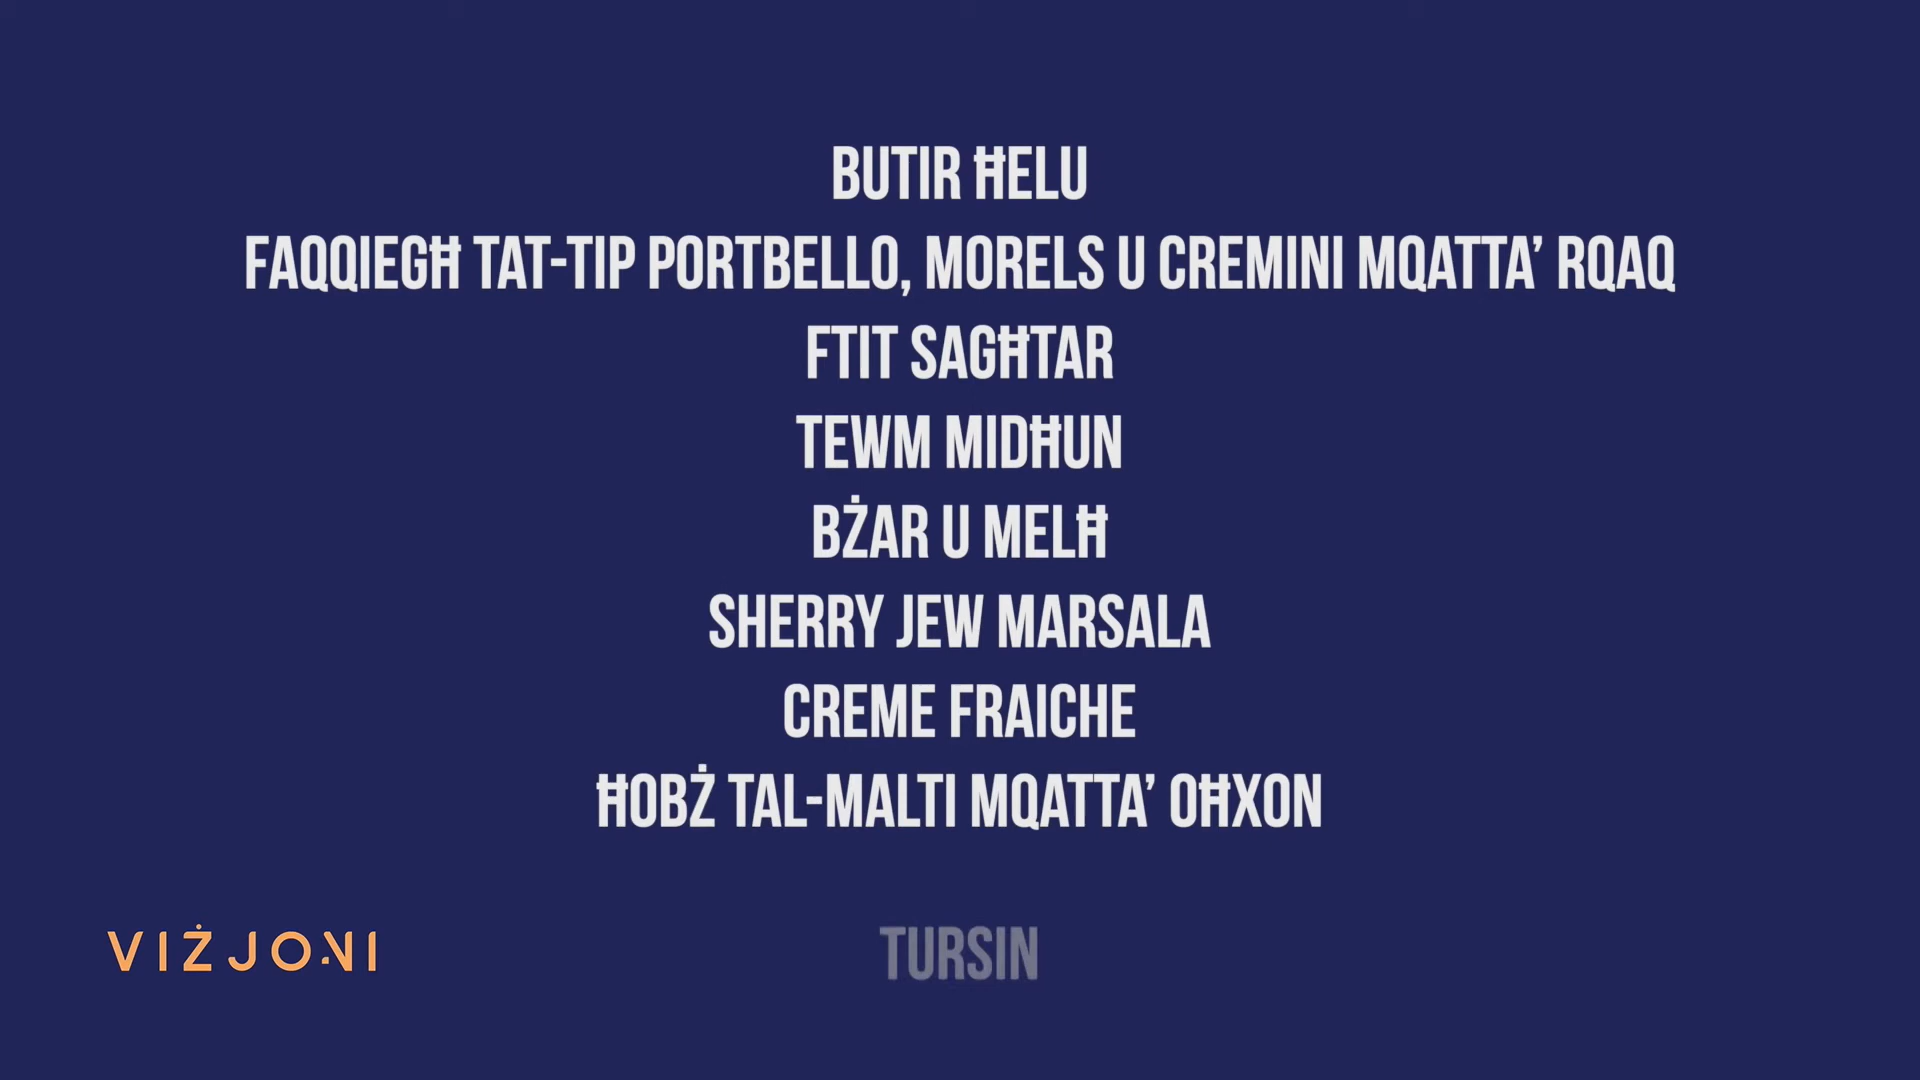 BUTIR ĦELU
FAQQIEGĦ TAT-TIP PORTBELLO, MORELS U CREMINI MQATTA’ RQAQ
FTIT SAGĦTAR
TEWM MIDĦUN
BŻAR U MELĦ
SHERRY JEW MARSALA
CREME FRAICHE
ĦOBŻ TAL-MALTI MQATTA’ OĦXON
TURSIN
VIŻJONI